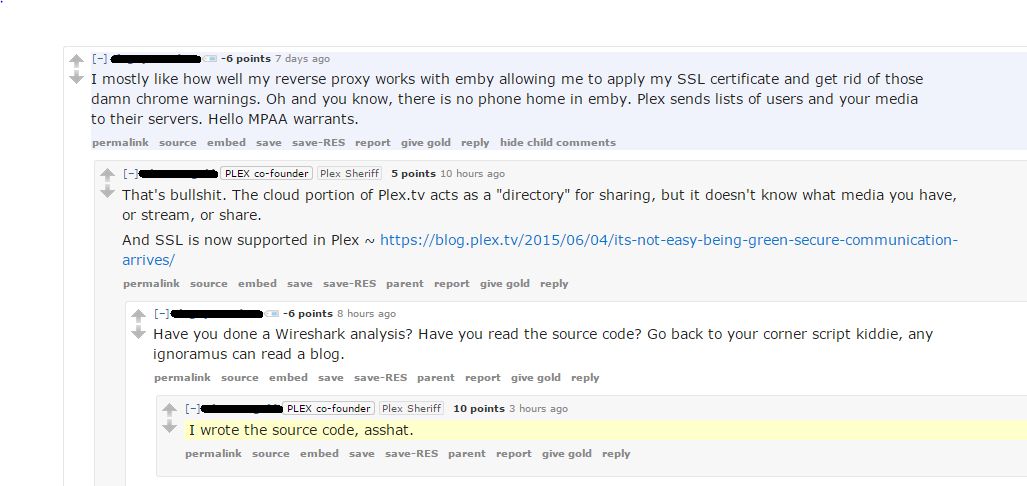 [–] -6 points 7 days ago
I mostly like how well my reverse proxy works with emby allowing me to apply my SSL certificate and get rid of those
damn chrome warnings. Oh and you know, there is no phone home in emby. Plex sends lists of users and your media
to their servers. Hello MPAA warrants.
permalink source embed save save-RES report give gold reply hide child comments
[–] PLEX co-founder Plex Sheriff 5 points 10 hours ago
That's bullshit. The cloud portion of Plex.tv acts as a "directory" for sharing, but it doesn't know what media you have,
or stream, or share.
And SSL is now supported in Plex ~ https://blog.plex.tv/2015/06/04/its-not-easy-being-green-secure-communication-
arrives/
permalink source embed save save-RES parent report give gold reply
[–] -6 points 8 hours ago
Have you done a Wireshark analysis? Have you read the source code? Go back to your corner script kiddie, any
ignoramus can read a blog.
permalink source embed save save-RES parent report give gold reply
[–] PLEX co-founder Plex Sheriff 10 points 3 hours ago
I wrote the source code, asshat.
permalink source embed save save-RES parent report give gold reply